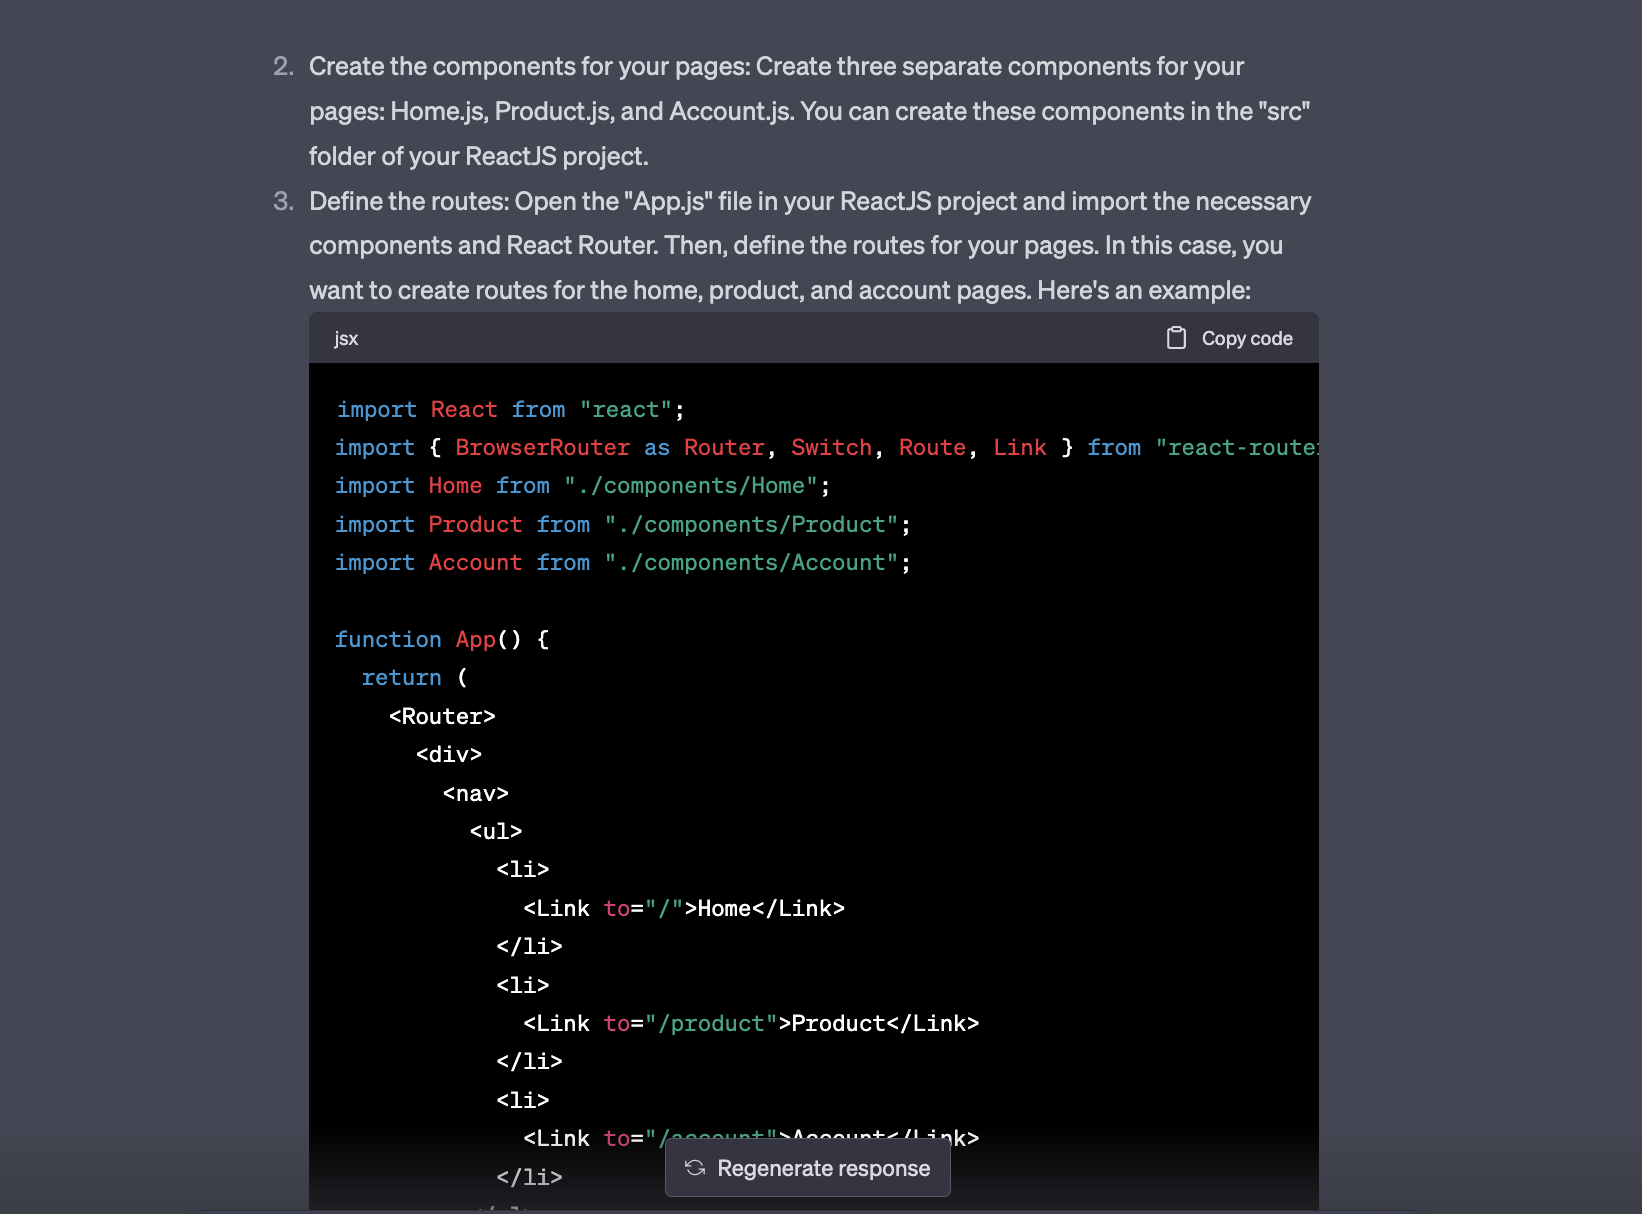 2. Create the components for your pages: Create three separate components for your
pages: Home.js, Product.js, and Account.js. You can create these components in the "src"
folder of your ReactJS project.
3. Define the routes: Open the "App.js" file in your ReactJS project and import the necessary
components and React Router. Then, define the routes for your pages. In this case, you
want to create routes for the home, product, and account pages. Here's an example:
jsx Copy code
import React from "react";
import { BrowserRouter as Router, Switch, Route, Link } from "react-router
import Home from "./components/Home";
import Product from "./components/Product";
import Account from "./components/Account";
function App() {
return (
<Router>
<div>
<nav>
<ul>
<li>
<Link to="/">Home</Link>
</li>
<li>
<Link to="/product">Product</Link>
</li>
<li>
<Link to="/account">Account</Link>
</li>
Regenerate response